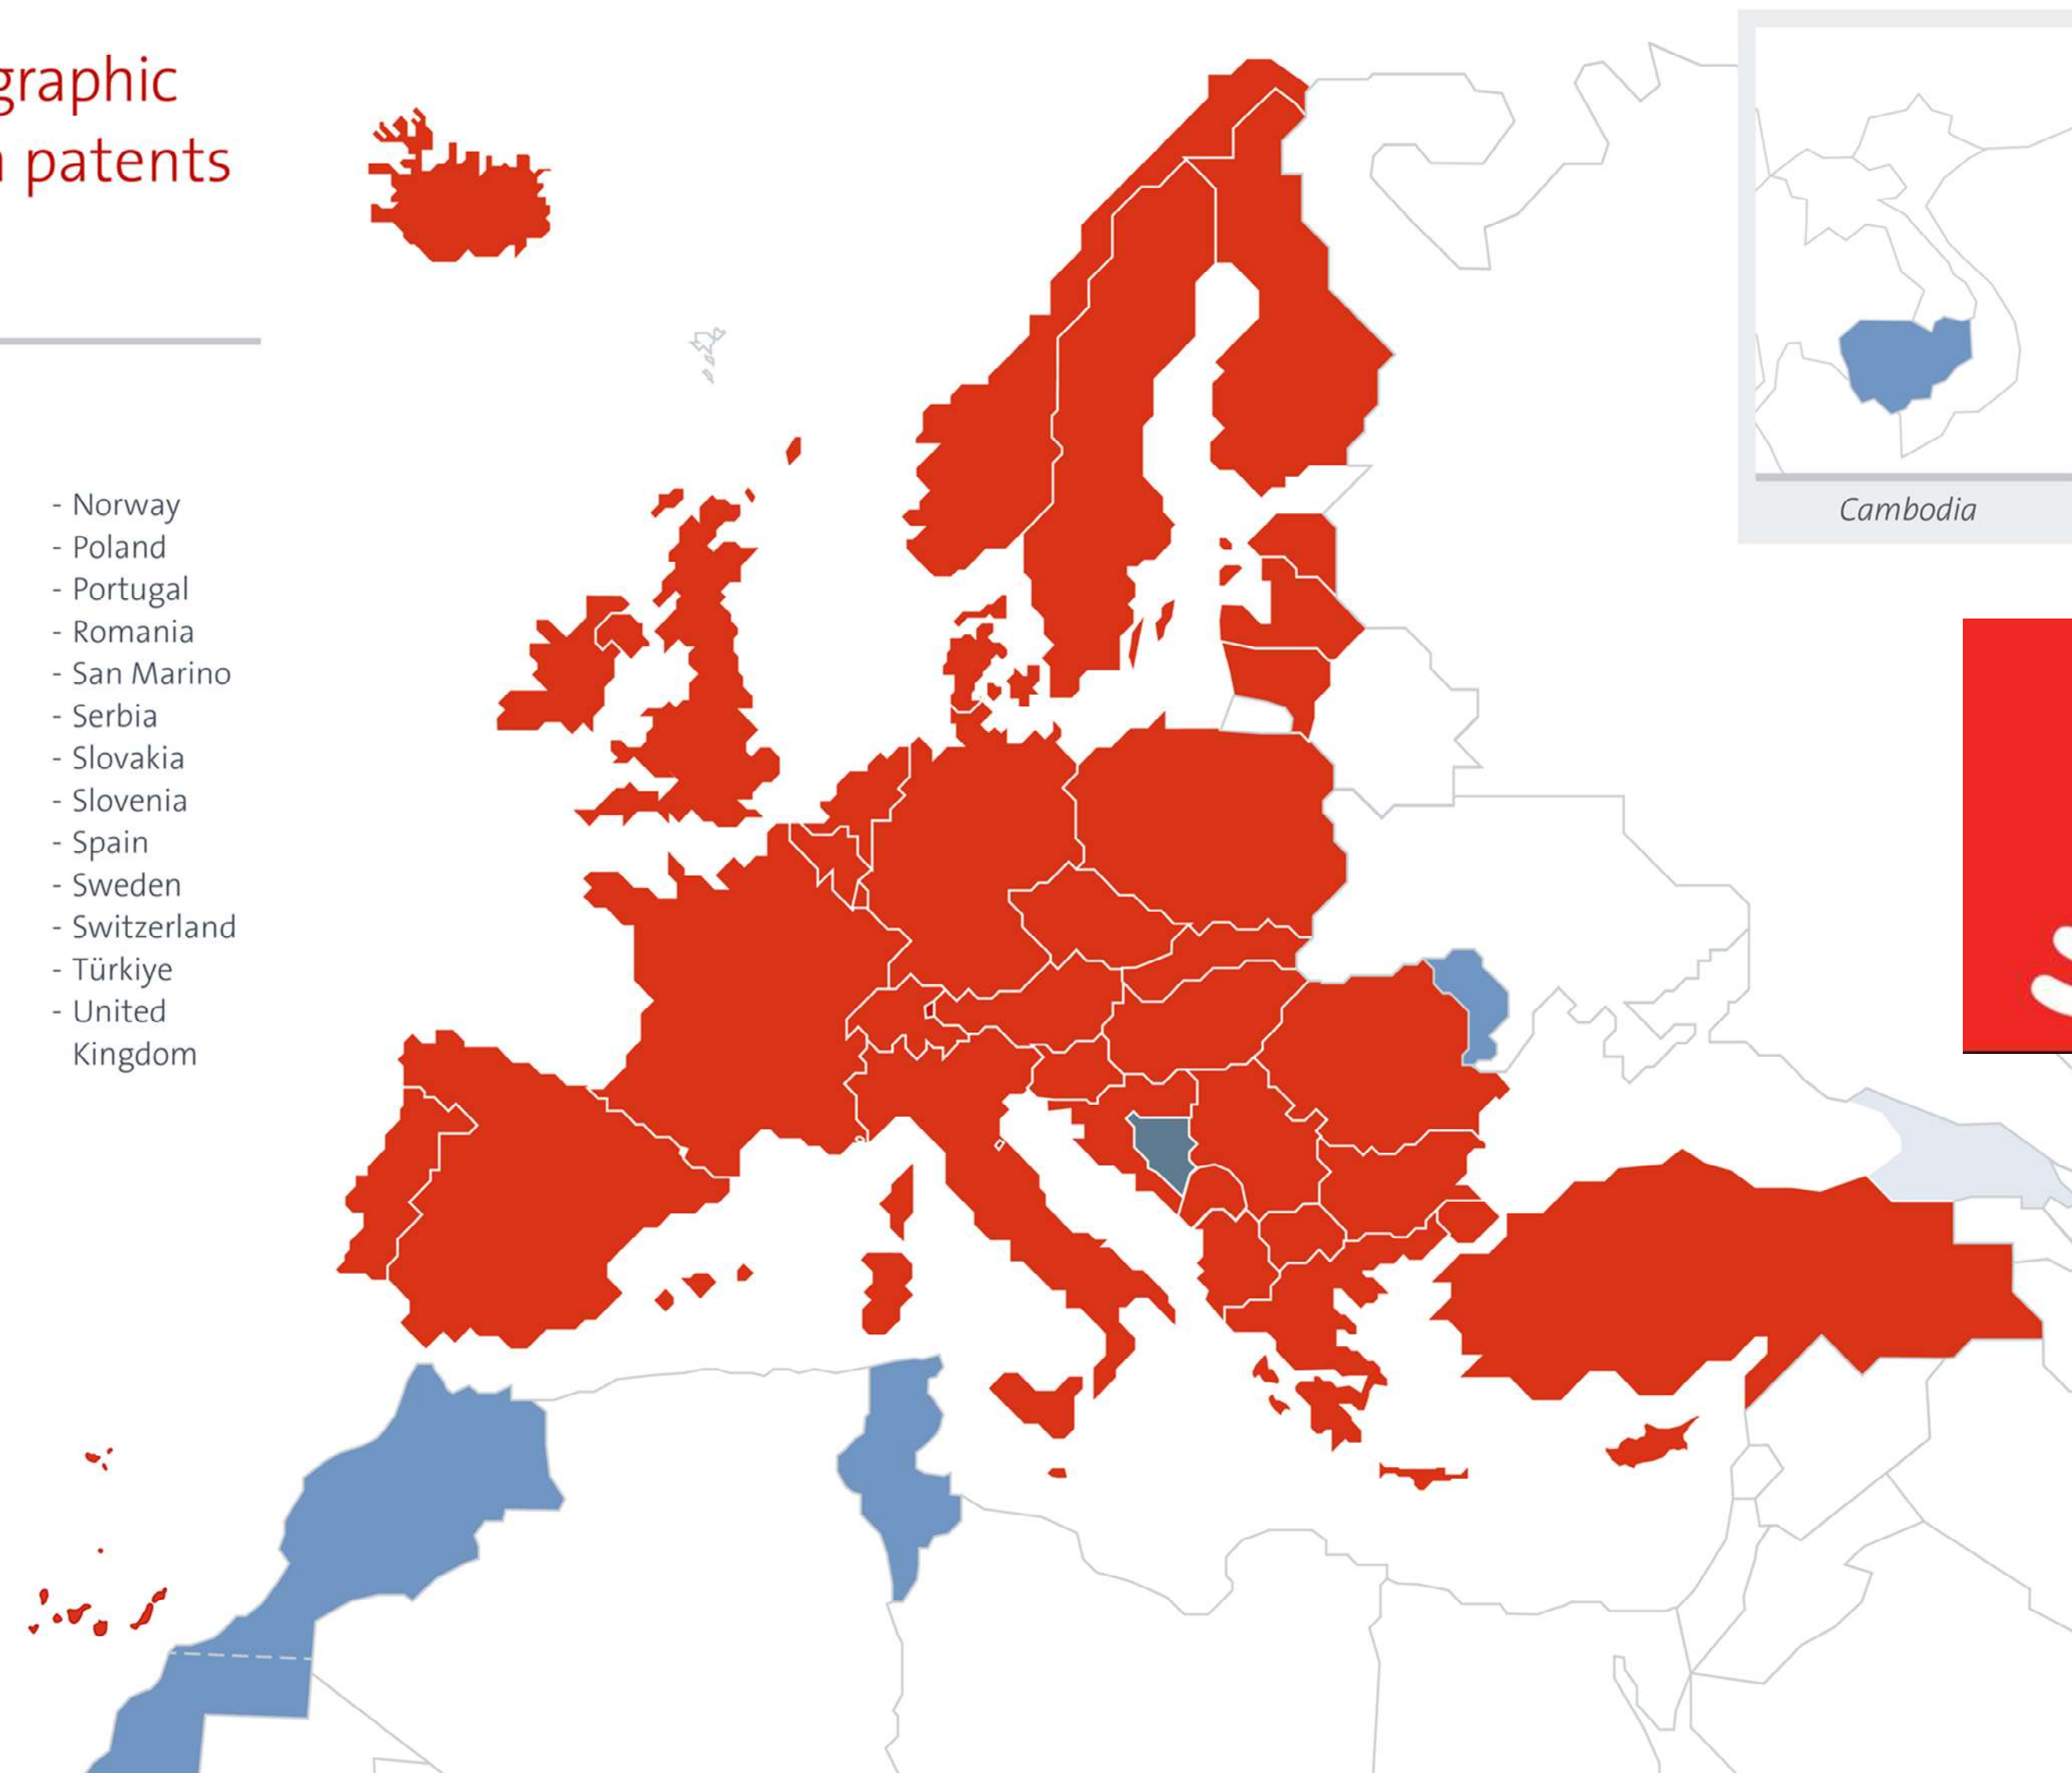 graphic
patents
- Norway
- Poland
- Portugal
- Romania
- San Marino
- Serbia
- Slovakia
- Slovenia
- Spain
- Sweden
- Switzerland
- Türkiye
- United
Kingdom
Cambodia